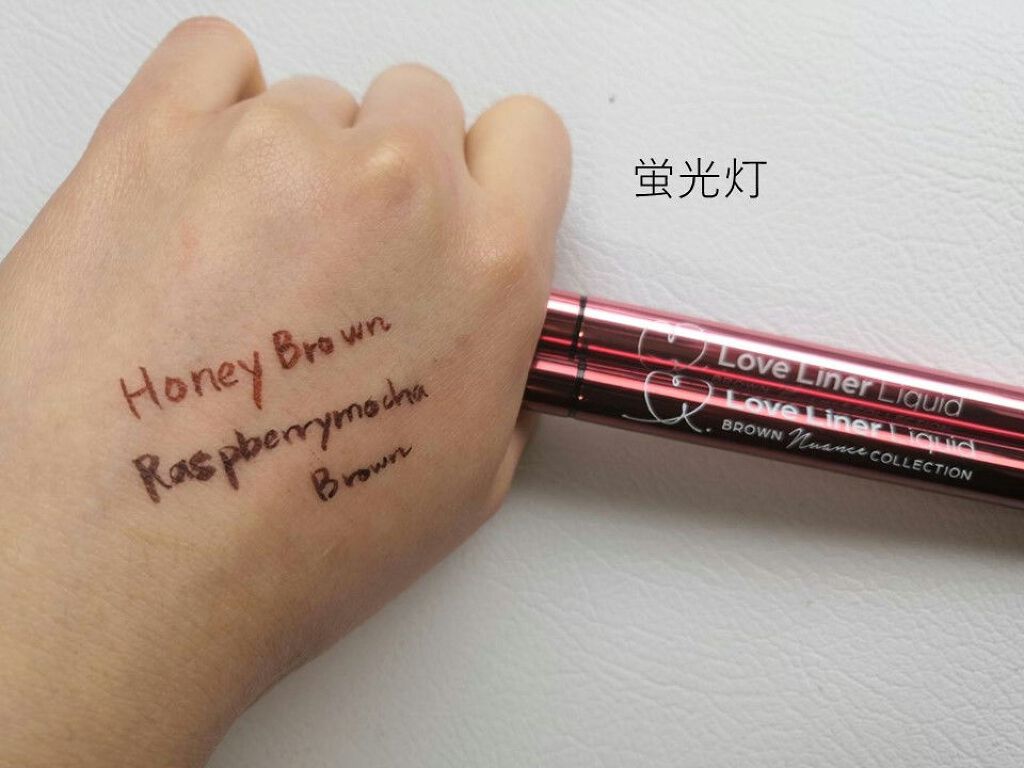 蛍光灯
Honey Brown
Raspberrymocha
Brown
Love Liner Liquid
Love Liner Liquid
BROWN Nuance COLLECTION